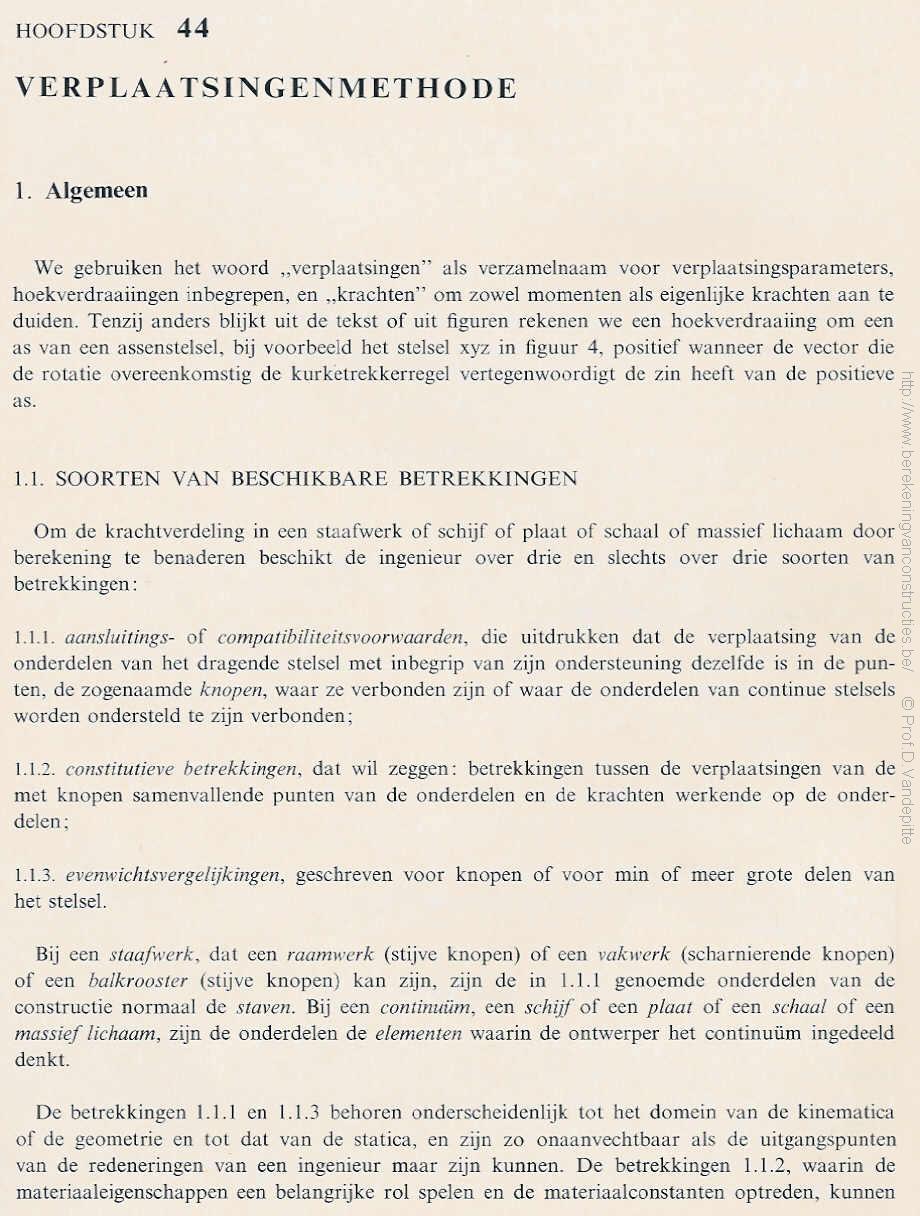 HOOFDSTUK 44
VERPLAATSINGENMETHODE
1. Algemeen
We gebruiken het woord ,,verplaatsingen” als verzamelnaam voor verplaatsingsparameters,
hoekverdraaiingen inbegrepen, en ,,krachten” om zowel momenten als eigenlijke krachten aan te
duiden. Tenzij anders blijkt uit de tekst of uit figuren rekenen we een hoekverdraaiing om een
as van een assenstelsel, bij voorbeeld het stelsel xyz in figuur 4, positief wanneer de vector die
de rotatie overeenkomstig de kurketrekkerregel vertegenwoordigt de zin heeft van de positieve
as.
1.1. SOORTEN VAN BESCHIKBARE BETREKKINGEN
Om de krachtverdeling in een staafwerk of schijf of plaat of schaal of massief lichaam door
berekening te benaderen beschikt de ingenieur over drie en slechts over drie soorten van
betrekkingen:
1.1.1. aansluitings- of compatibiliteitsvoorwaarden, die uitdrukken dat de verplaatsing van de
onderdelen van het dragende stelsel met inbegrip van zijn ondersteuning dezelfde is in de pun-
ten, de zogenaamde knopen, waar ze verbonden zijn of waar de onderdelen van continue stelsels
worden ondersteld te zijn verbonden;
1.1.2. constitutieve betrekkingen, dat wil zeggen: betrekkingen tussen de verplaatsingen van de
met knopen samenvallende punten van de onderdelen en de krachten werkende op de onder-
delen;
1.1.3. evenwichtsvergelijkingen, geschreven voor knopen of voor min of meer grote delen van
het stelsel.
Bij een staafwerk, dat een raamwerk (stijve knopen) of een vakwerk (scharnierende knopen)
of een balkrooster (stijve knopen) kan zijn, zijn de in 1.1.1 genoemde onderdelen van de
constructie normaal de staven. Bij een continuüm, een schijf of een plaat of een schaal of een
massief lichaam, zijn de onderdelen de elementen waarin de ontwerper het continuüm ingedeeld
denkt.
De betrekkingen 1.1.1 en 1.1.3 behoren onderscheidenlijk tot het domein van de kinematica
of de geometrie en tot dat van de statica, en zijn zo onaanvechtbaar als de uitgangspunten
van de redeneringen van een ingenieur maar zijn kunnen. De betrekkingen 1.1.2, waarin de
materiaaleigenschappen een belangrijke rol spelen en de materiaalconstanten optreden, kunnen
http://www.berekeningvanconstructies.be/ © Prof.D. Vandepitte